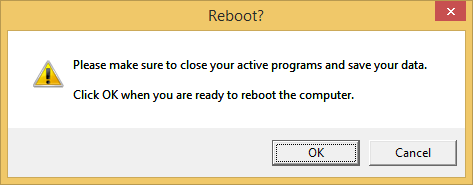 Reboot?
Please make sure to close your active programs and save your data.
Click OK when you are ready to reboot the computer.
OK
Cancel